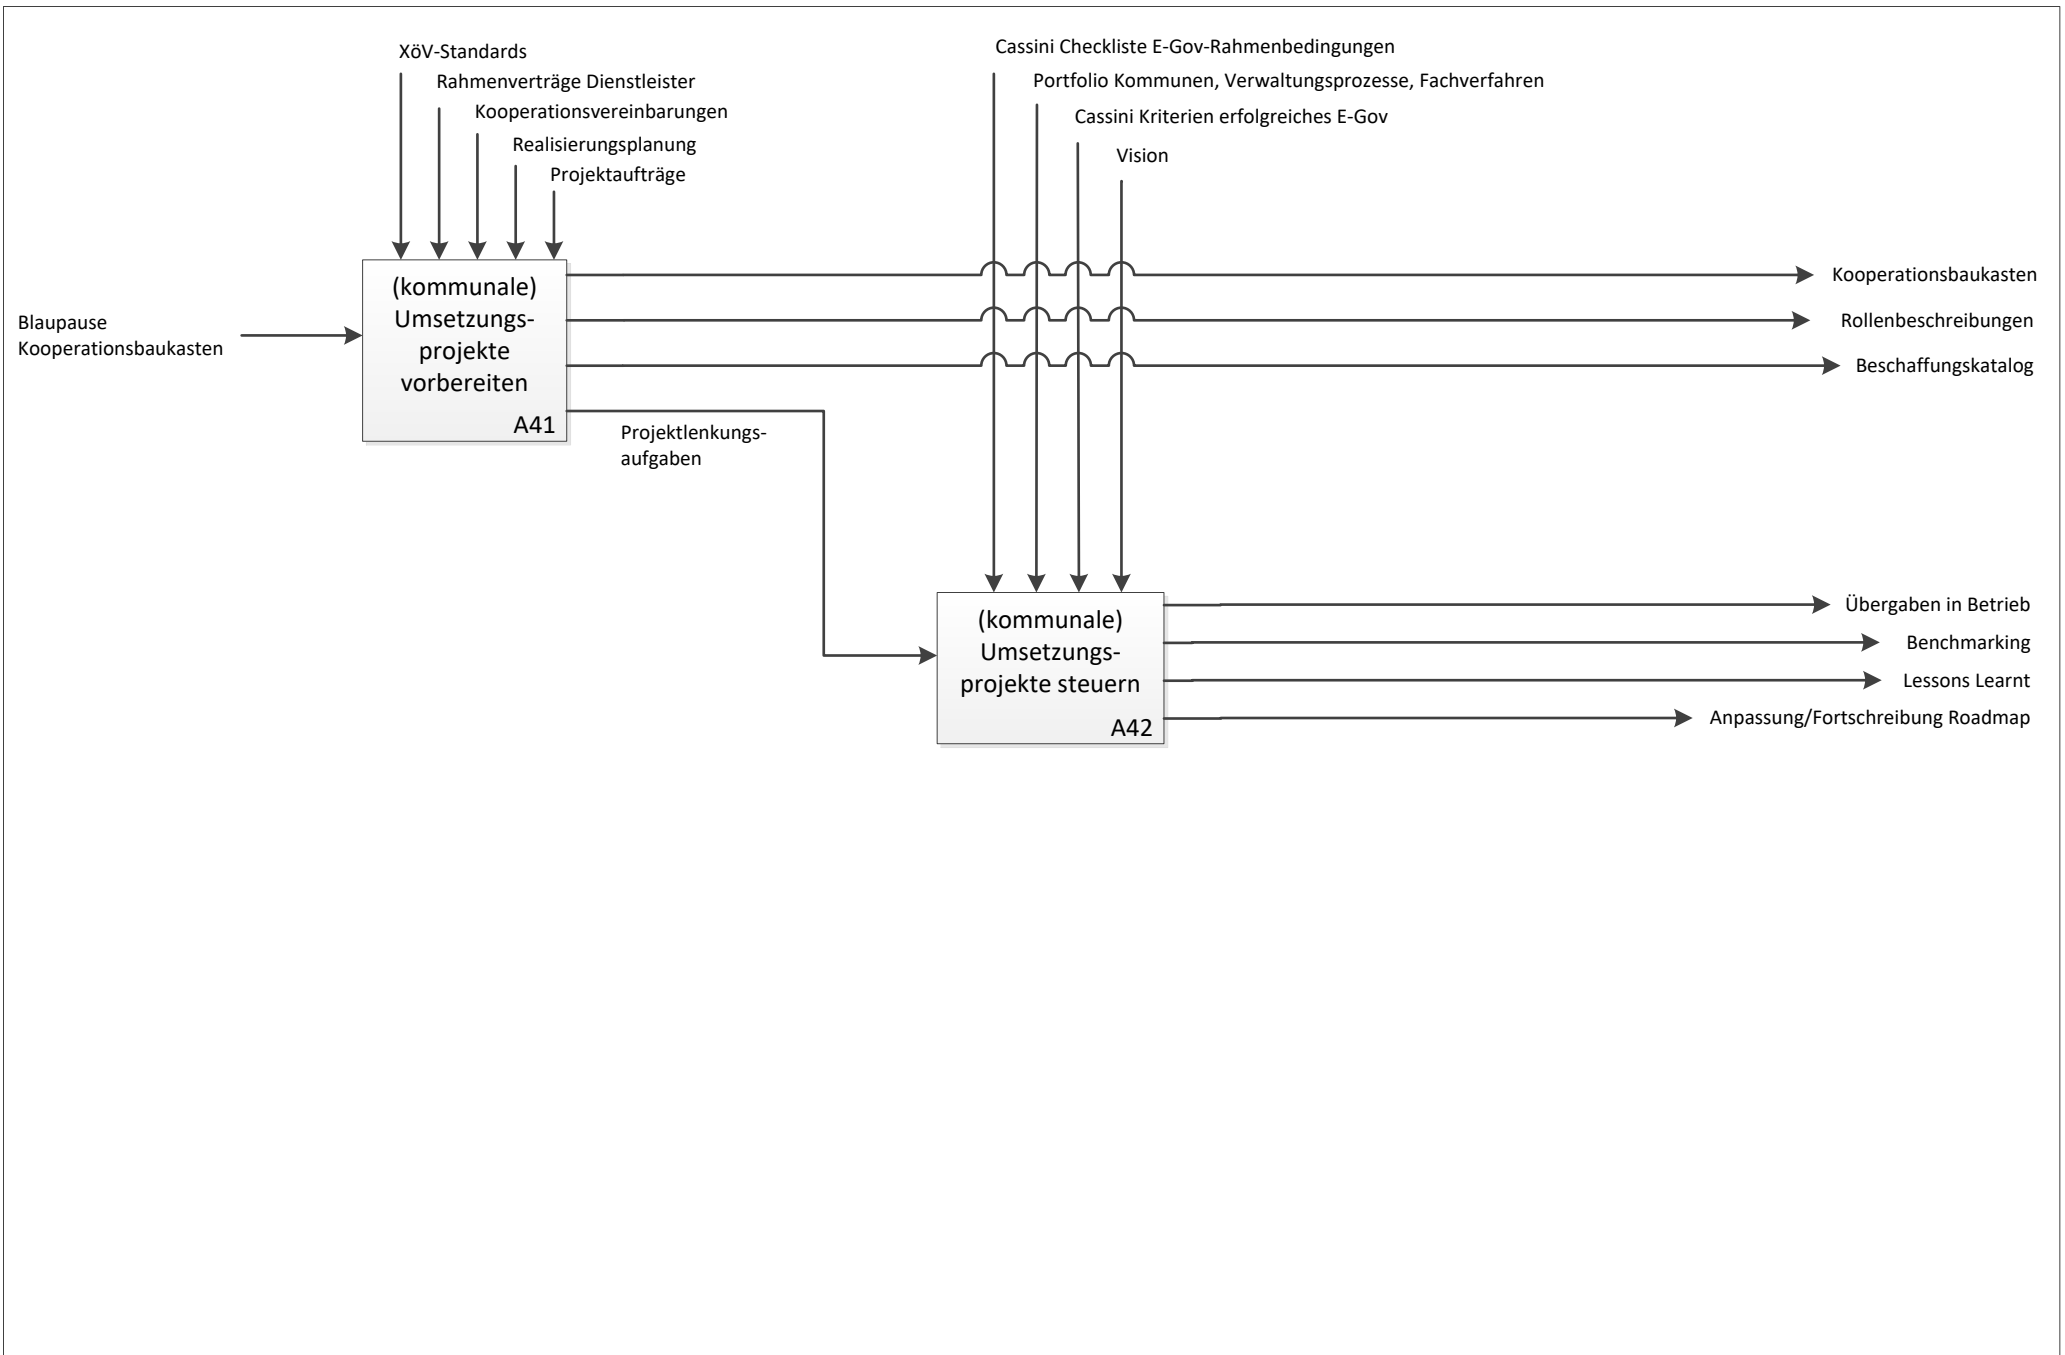 XöV-Standards
Rahmenverträge Dienstleister
Kooperationsvereinbarungen
Realisierungsplanung
Projektaufträge
Cassini Checkliste E-Gov-Rahmenbedingungen
Portfolio Kommunen, Verwaltungsprozesse, Fachverfahren
Cassini Kriterien erfolgreiches E-Gov
Vision
Blaupause
Kooperationsbaukasten
(kommunale)
Umsetzungs-
projekte
vorbereiten
A41
Kooperationsbaukasten
Rollenbeschreibungen
Beschaffungskatalog
Projektlenkungs-
aufgaben
(kommunale)
Umsetzungs-
projekte steuern
A42
Übergaben in Betrieb
Benchmarking
Lessons Learnt
Anpassung/Fortschreibung Roadmap